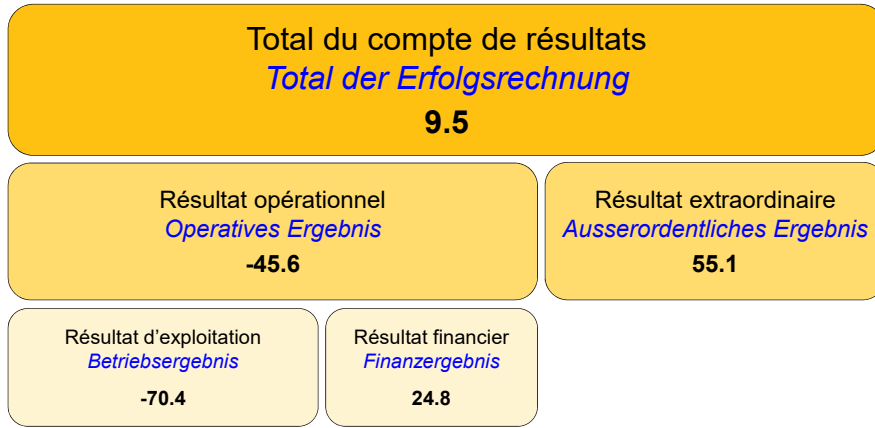 Total du compte de résultats
Total der Erfolgsrechnung
9.5
Résultat opérationnel
Operatives Ergebnis
-45.6
Résultat extraordinaire
Ausserordentliches Ergebnis
55.1
Résultat d’exploitation
Betriebsergebnis
-70.4
Résultat financier
Finanzergebnis
24.8